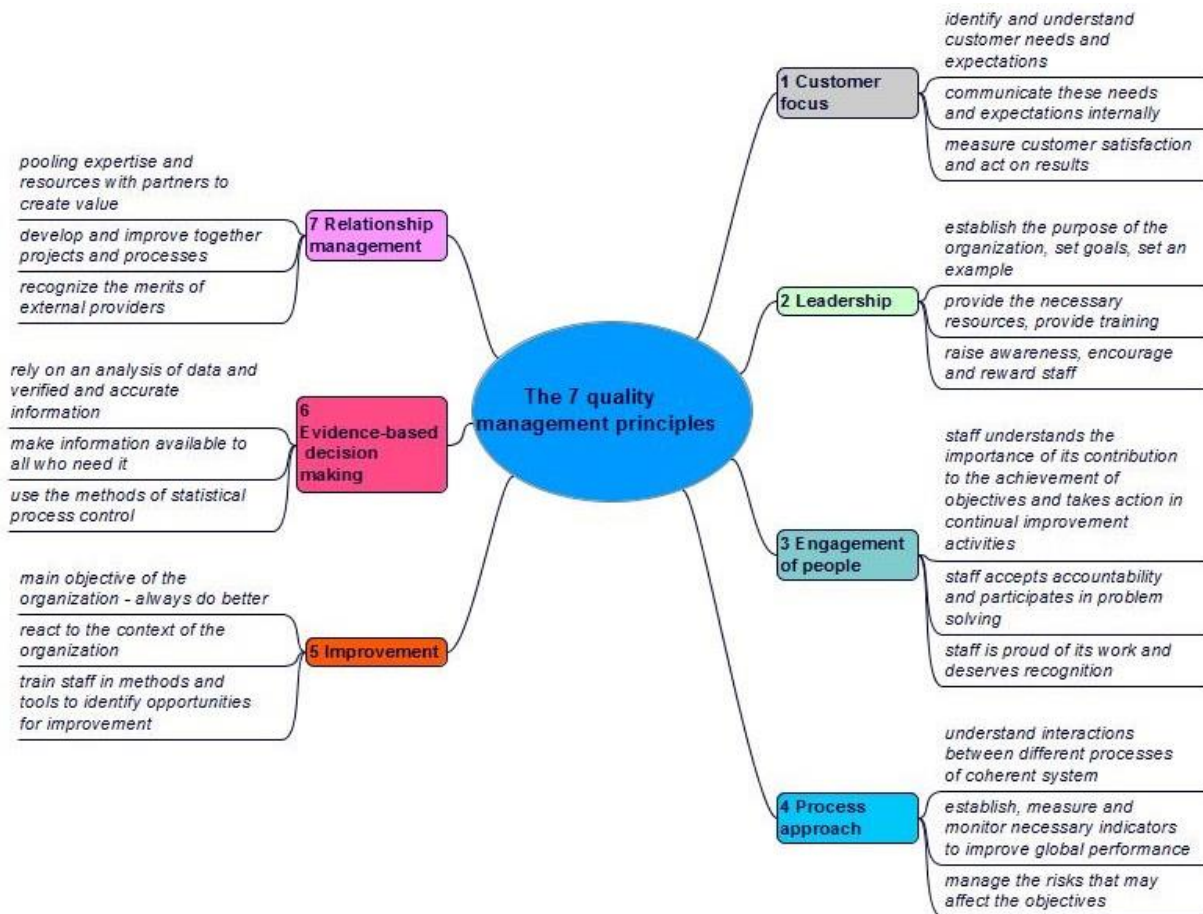 The 7 quality
management principles
1 Customer
focus
identify and understand
customer needs and
expectations
communicate these needs
and expectations internally
measure customer satisfaction
and act on results
2 Leadership
establish the purpose of the
organization, set goals, set an
example
provide the necessary
resources, provide training
raise awareness, encourage
and reward staff
3 Engagement
of people
staff understands the
importance of its contribution
to the achievement of
objectives and takes action in
continual improvement
activities
staff accepts accountability
and participates in problem
solving
staff is proud of its work and
deserves recognition
4 Process
approach
understand interactions
between different processes
of coherent system
establish, measure and
monitor necessary indicators
to improve global performance
manage the risks that may
affect the objectives
5 Improvement
main objective of the
organization - always do better
react to the context of the
organization
train staff in methods and
tools to identify opportunities
for improvement
6
Evidence-based
decision
making
rely on an analysis of data and
verified and accurate
information
make information available to
all who need it
use the methods of statistical
process control
7 Relationship
management
pooling expertise and
resources with partners to
create value
develop and improve together
projects and processes
recognize the merits of
external providers